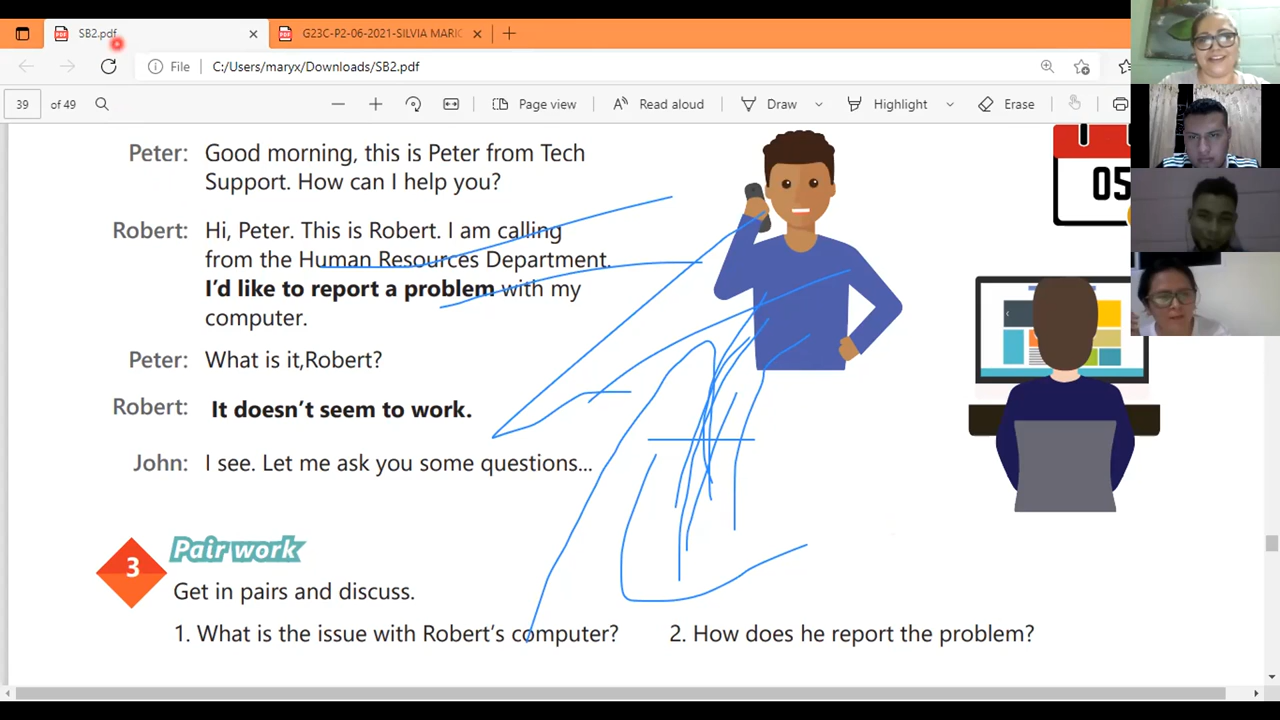 SB2.pdf
G23C-P2-06-2021-SILVIA MARIC
File C:/Users/maryx/Downloads/SB2.pdf
39 of 49
Page view
Read aloud
Draw
Highlight
Erase
Peter: Good morning, this is Peter from Tech
Support. How can I help you?
Robert: Hi, Peter. This is Robert. I am calling
from the Human Resources Department.
I'd like to report a problem with my
computer.
Peter: What is it,Robert?
Robert: It doesn't seem to work.
John: I see. Let me ask you some questions...
05
3 Pair work
Get in pairs and discuss.
1. What is the issue with Robert's computer?
2. How does he report the problem?